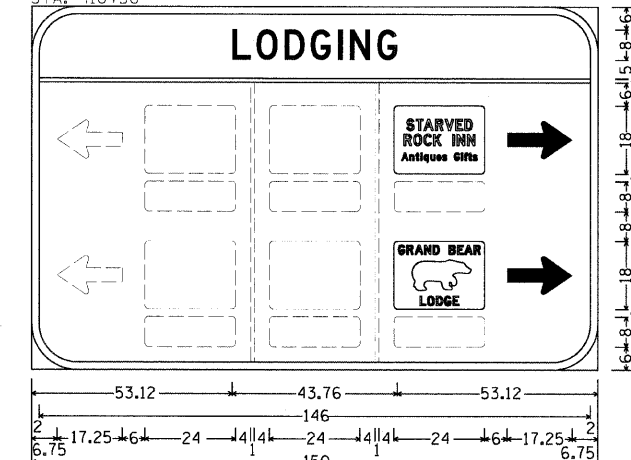 LODGING
STARVED
ROCK INN
Antiques Gifts
GRAND BEAR
LODGE
6 8 5 6 18 8 8 18 8 6
53.12 43.76 53.12
146
2 2
6.75 17.25 6 24 4 4 24 4 4 24 6 17.25 6.75
1 1